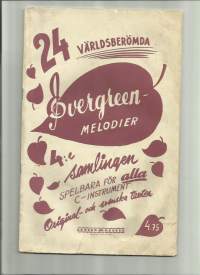 24
VÄRLDSBERÖMDA
Evergreen-
MELODIER
4:e samlingen
SPELBARA FÖR alla
C-INSTRUMENT
Original- och svenska texter
4.75